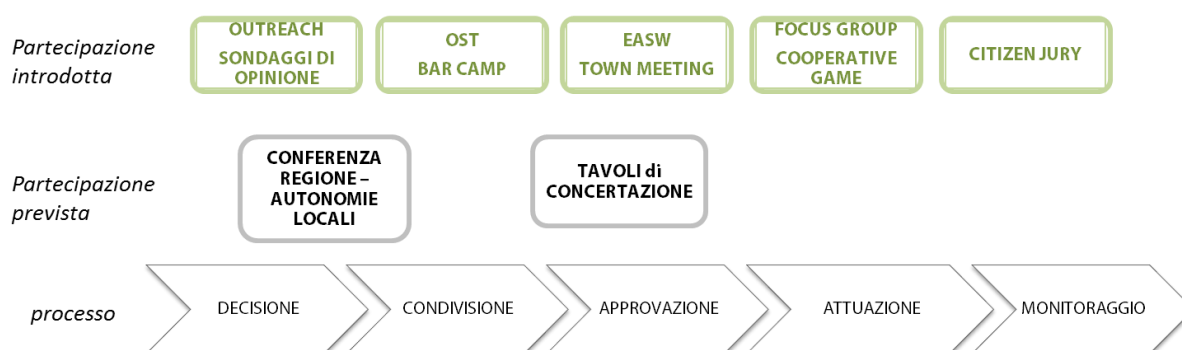 Partecipazione
introdotta
OUTREACH
SONDAGGI DI
OPINIONE
OST
BAR CAMP
EASW
TOWN MEETING
FOCUS GROUP
COOPERATIVE
GAME
CITIZEN JURY
Partecipazione
prevista
CONFERENZA
REGIONE –
AUTONOMIE
LOCALI
TAVOLI di
CONCERTAZIONE
processo
DECISIONE
CONDIVISIONE
APPROVAZIONE
ATTUAZIONE
MONITORAGGIO